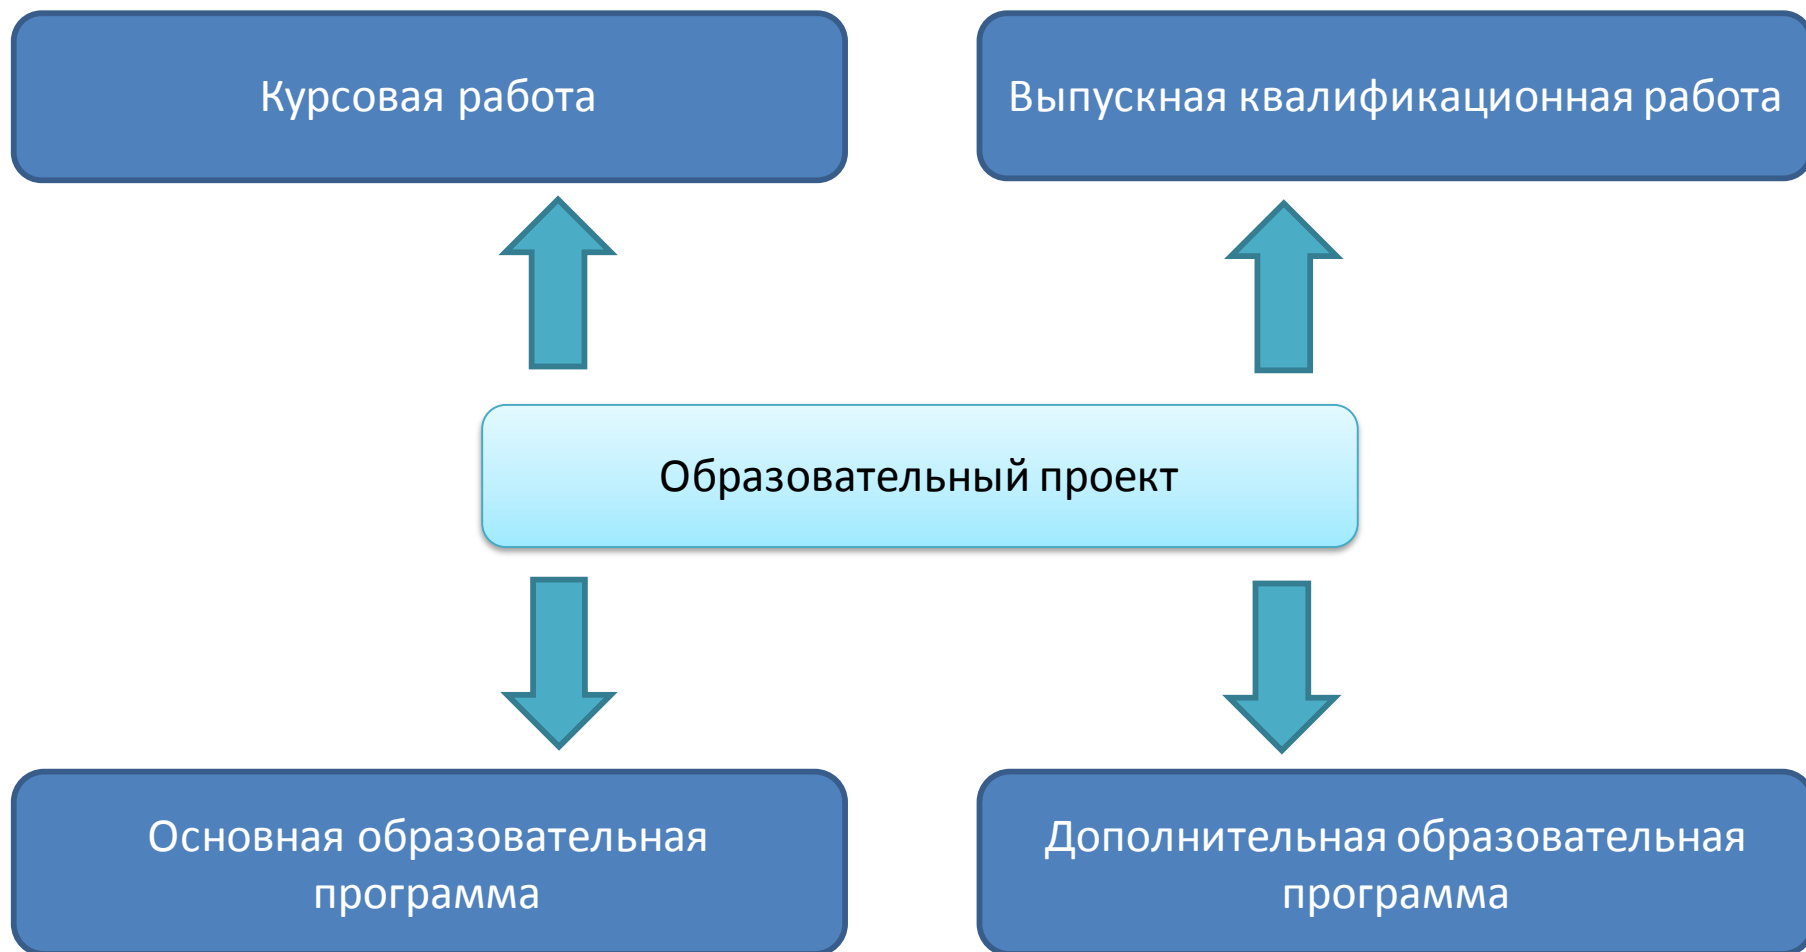 Курсовая работа
Выпускная квалификационная работа
Образовательный проект
Основная образовательная
программа
Дополнительная образовательная
программа